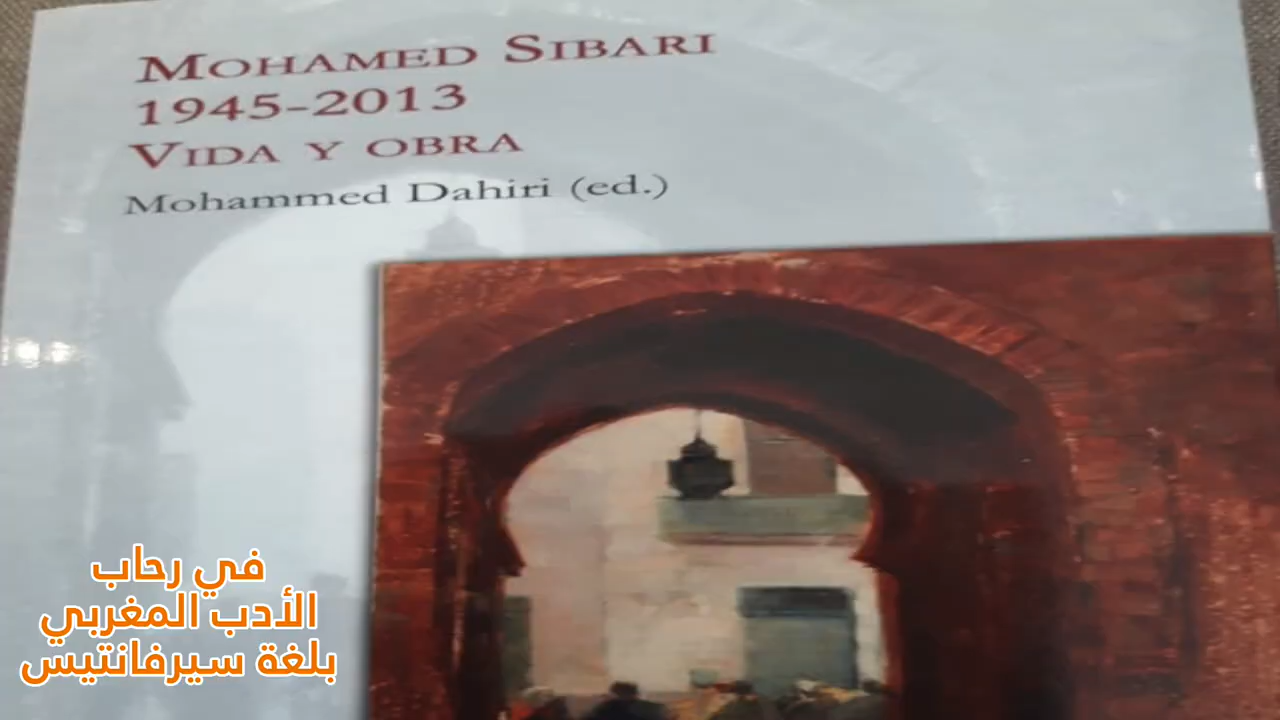 MOHAMED SIBARI
1945-2013
VIDA Y OBRA
Mohammed Dahiri (ed.)
في رحاب
الأدب المغربي
بلغة سيرفانتيس